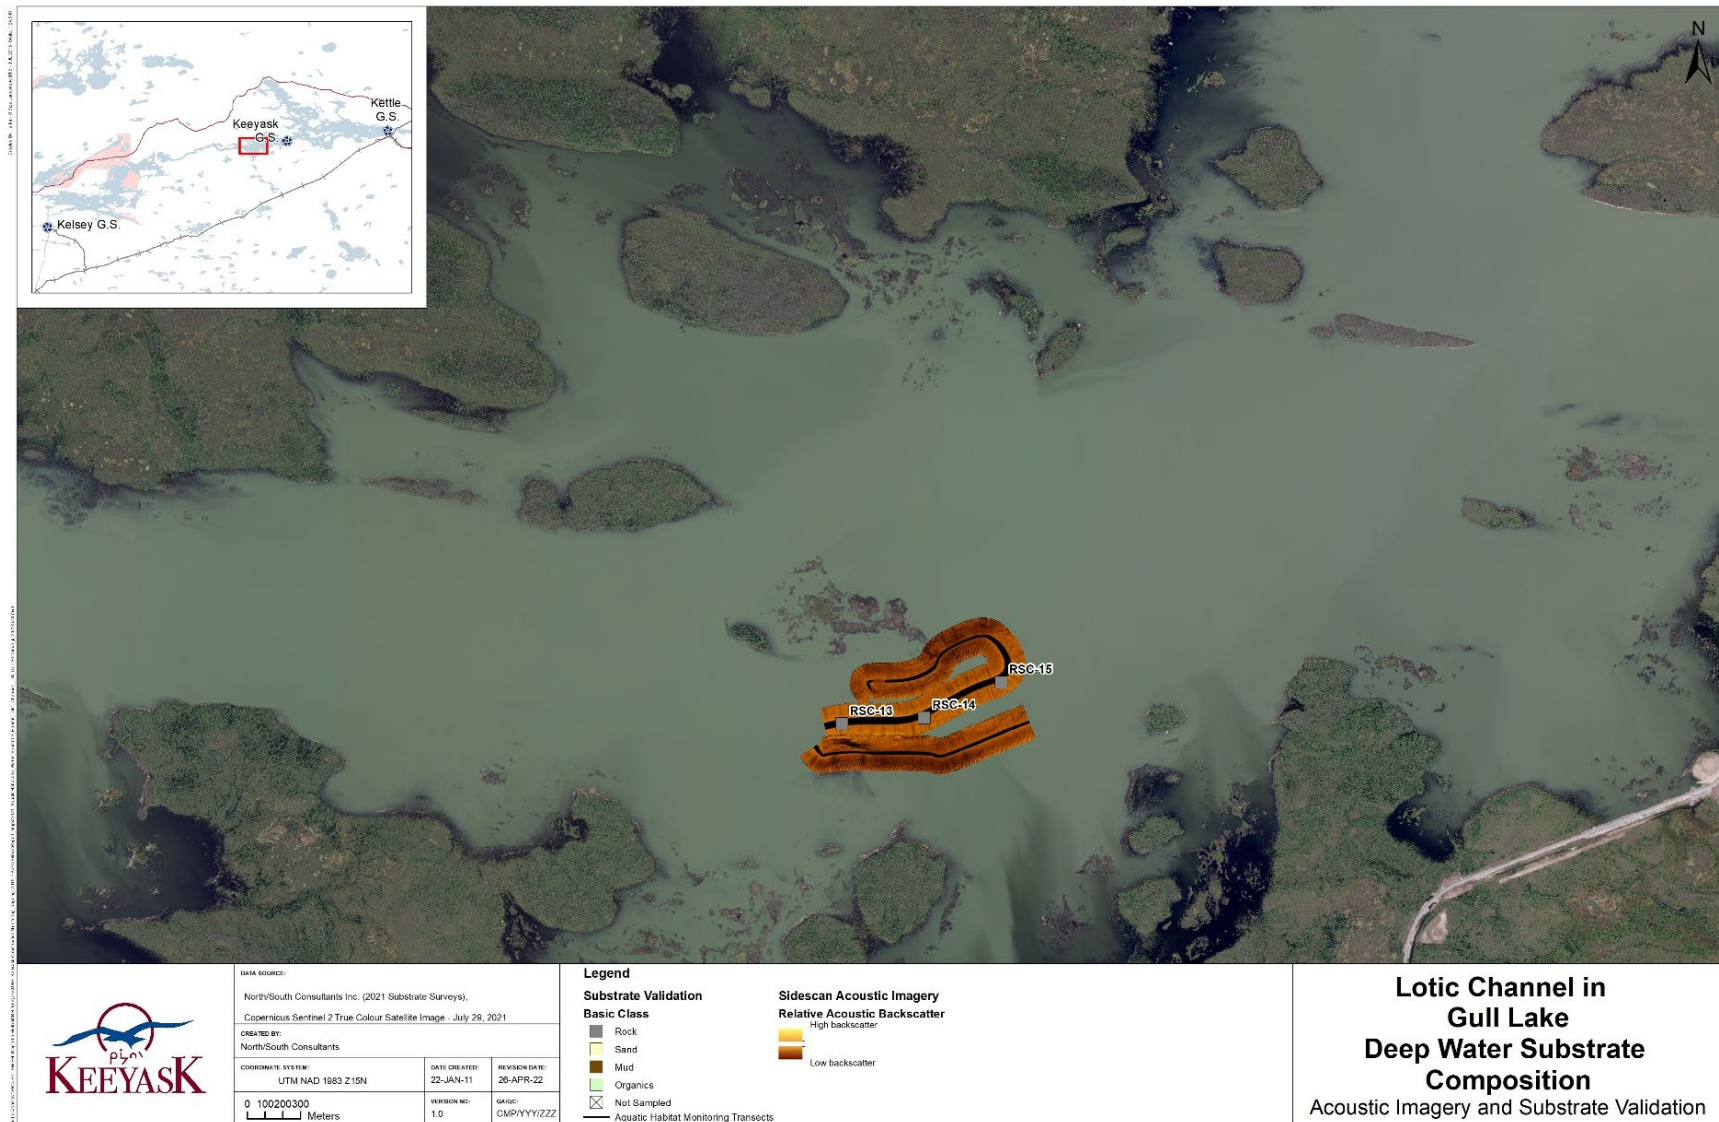 N
Kettle
G.S.
Keeyask
G.S.
Kelsey G.S.
RSC-15
RSC-14
RSC-13
KEEYASK
DATA SOURCE:
North/South Consultants Inc. (2021 Substrate Surveys),
Copernicus Sentinel 2 True Colour Satellite Image - July 29, 2021
CREATED BY:
North/South Consultants
COORDINATE SYSTEM:
UTM NAD 1983 Z15N
DATE CREATED:
22-JAN-11
REVISION DATE:
26-APR-22
0 100200300
Meters
VERSION NO:
1.0
QA/QC:
CMP/YYY/ZZZ
Legend
Substrate Validation
Basic Class
Rock
Sand
Mud
Organics
Not Sampled
Aquatic Habitat Monitoring Transects
Sidescan Acoustic Imagery
Relative Acoustic Backscatter
High backscatter
Low backscatter
Lotic Channel in
Gull Lake
Deep Water Substrate
Composition
Acoustic Imagery and Substrate Validation